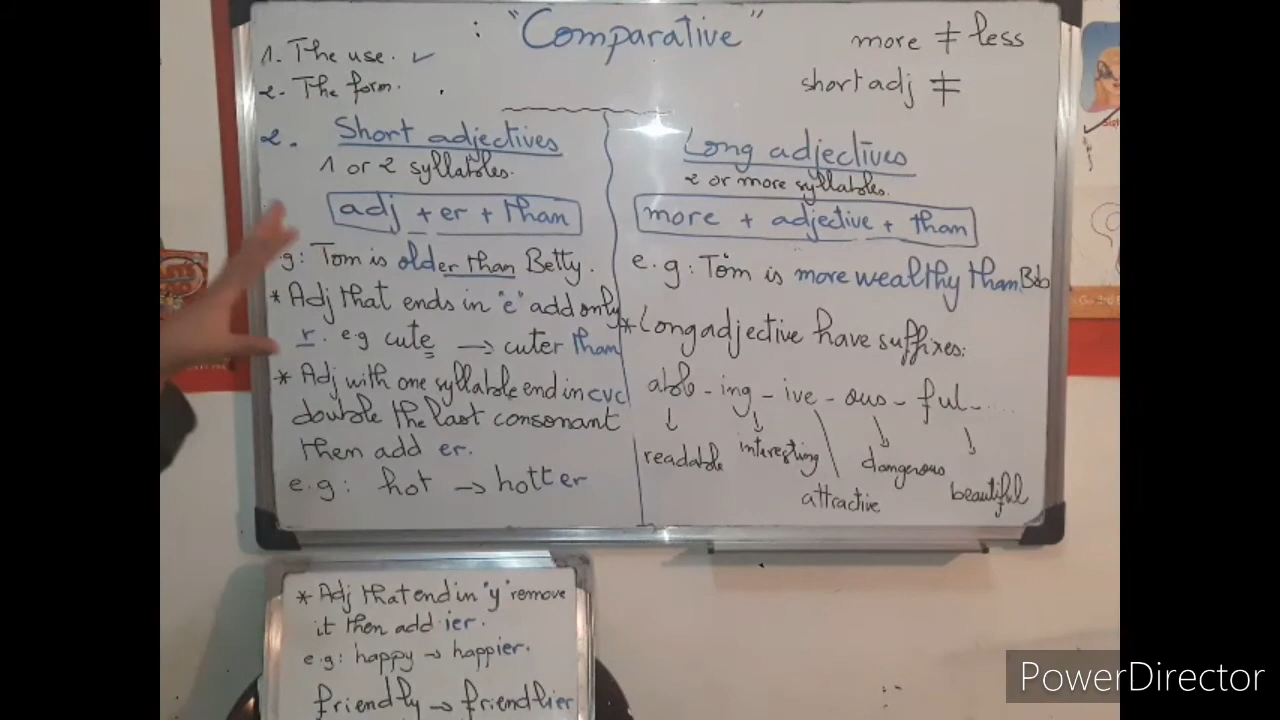 : "Comparative"
1. The use. ✓
2. The form.
more ≠ less
short adj ≠
2. Short adjectives
1 or 2 syllables.
adj + er + than
e.g: Tom is older than Betty.
* Adj that ends in "e" add only
r. e.g cute → cuter than
* Adj with one syllable end in cvc
double the last consonant
then add er.
e.g: hot → hotter
Long adjectives
2 or more syllables.
more + adjective + than
e.g: Tom is more wealthy than Bob
* Long adjective have suffixes:
able - ing - ive - ous - ful - ....
readable
interesting
attractive
dangerous
beautiful
* Adj that end in "y" remove
it then add ier.
e.g: happy → happier.
friendly → friendlier
PowerDirector